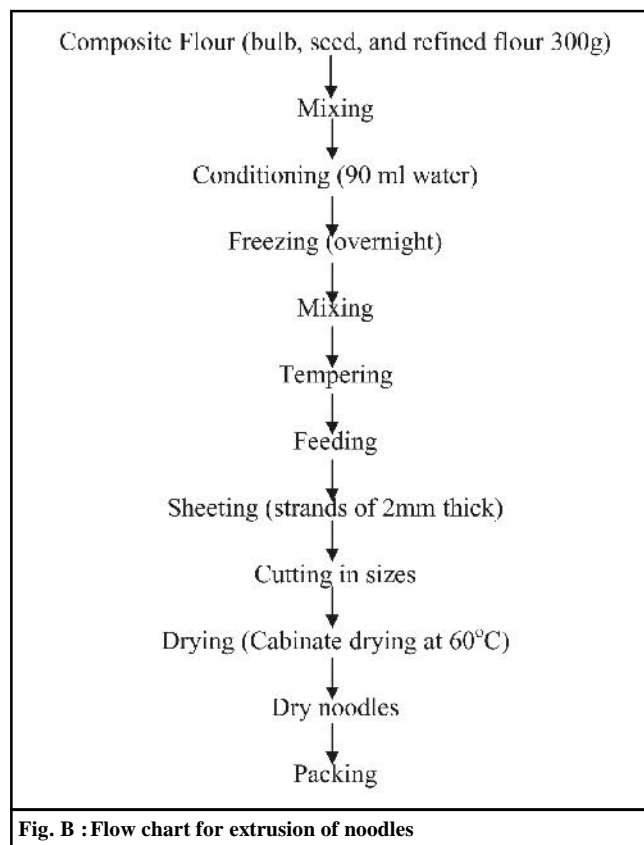 Composite Flour (bulb, seed, and refined flour 300g)
Mixing
Conditioning (90 ml water)
Freezing (overnight)
Mixing
Tempering
Feeding
Sheeting (strands of 2mm thick)
Cutting in sizes
Drying (Cabinate drying at 60°C)
Dry noodles
Packing
Fig. B : Flow chart for extrusion of noodles